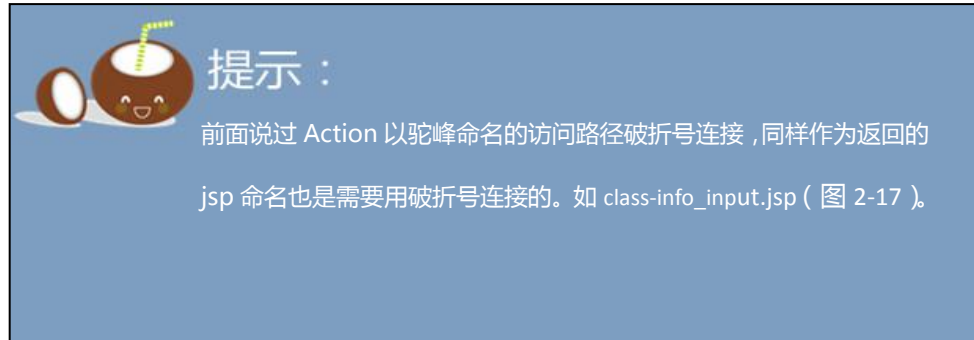 提示：
前面说过 Action 以驼峰命名的访问路径破折号连接，同样作为返回的
jsp 命名也是需要用破折号连接的。如 class-info_input.jsp（图 2-17）。